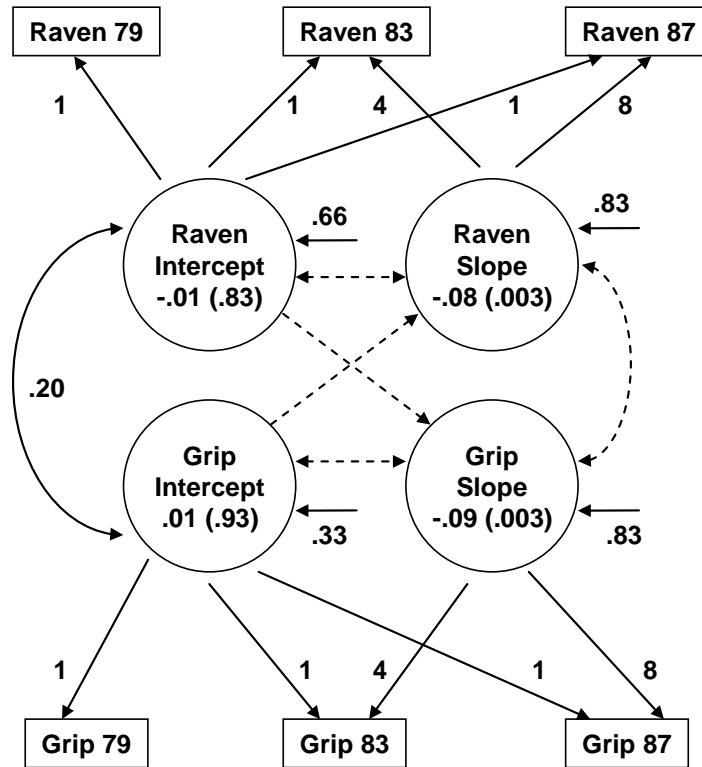 Raven 79
Raven 83
Raven 87
1
1
4
1
8
Raven
Intercept
-.01 (.83)
.66
Raven
Slope
-.08 (.003)
.83
.20
Grip
Intercept
.01 (.93)
.33
Grip
Slope
-.09 (.003)
.83
1
1
4
1
8
Grip 79
Grip 83
Grip 87